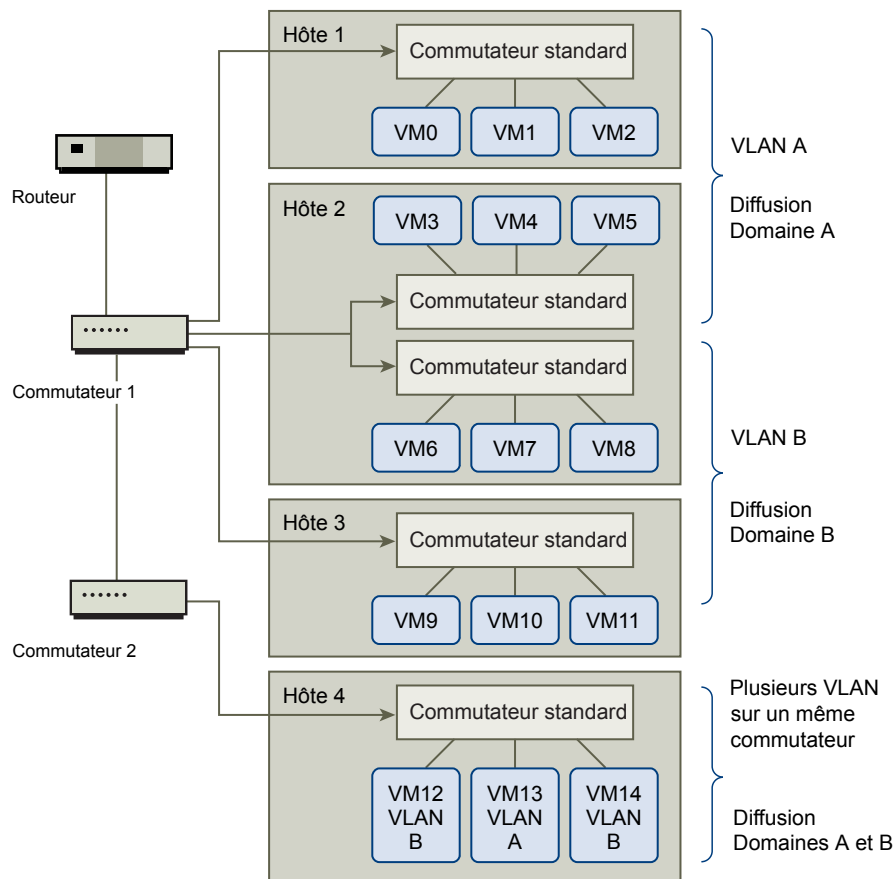 Hôte 1
Commutateur standard
VM0
VM1
VM2
VLAN A
Diffusion
Domaine A
Routeur
Hôte 2
VM3
VM4
VM5
Commutateur standard
Commutateur standard
VM6
VM7
VM8
Commutateur 1
VLAN B
Diffusion
Domaine B
Hôte 3
Commutateur standard
VM9
VM10
VM11
Commutateur 2
Hôte 4
Commutateur standard
VM12
VLAN
B
VM13
VLAN
A
VM14
VLAN
B
Plusieurs VLAN
sur un même
commutateur
Diffusion
Domaines A et B